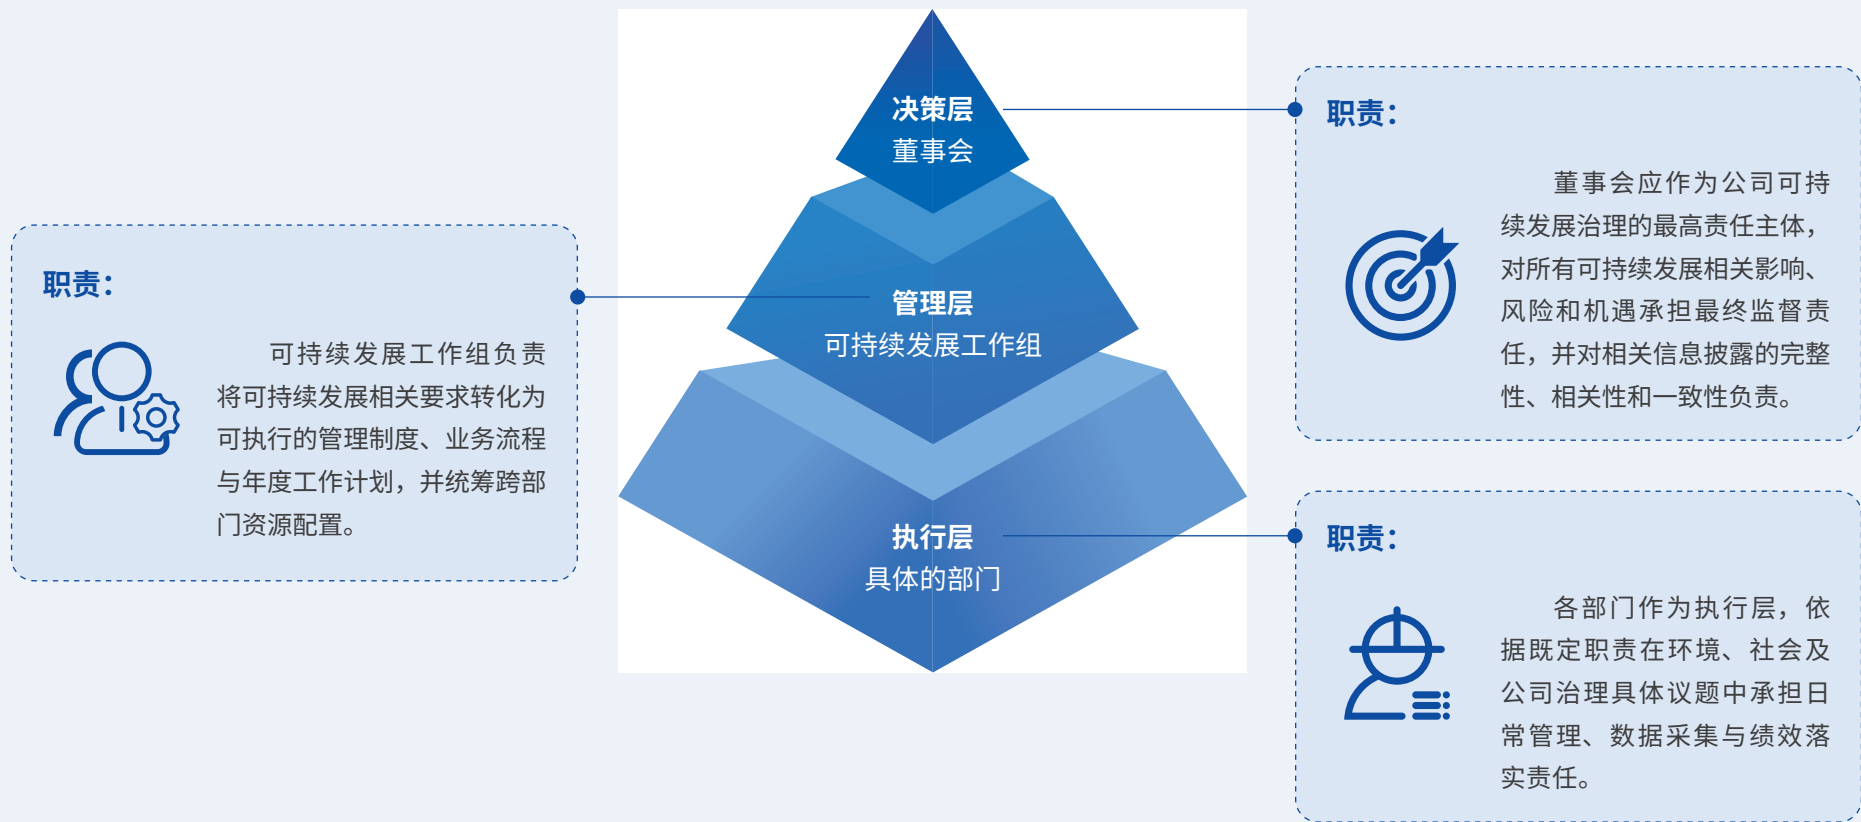 决策层
董事会
职责：
董事会应作为公司可持
续发展治理的最高责任主体，
对所有可持续发展相关影响、
风险和机遇承担最终监督责
任，并对相关信息披露的完整
性、相关性和一致性负责。
管理层
可持续发展工作组
职责：
可持续发展工作组负责
将可持续发展相关要求转化为
可执行的管理制度、业务流程
与年度工作计划，并统筹跨部
门资源配置。
执行层
具体的部门
职责：
各部门作为执行层，依
据既定职责在环境、社会及
公司治理具体议题中承担日
常管理、数据采集与绩效落
实责任。